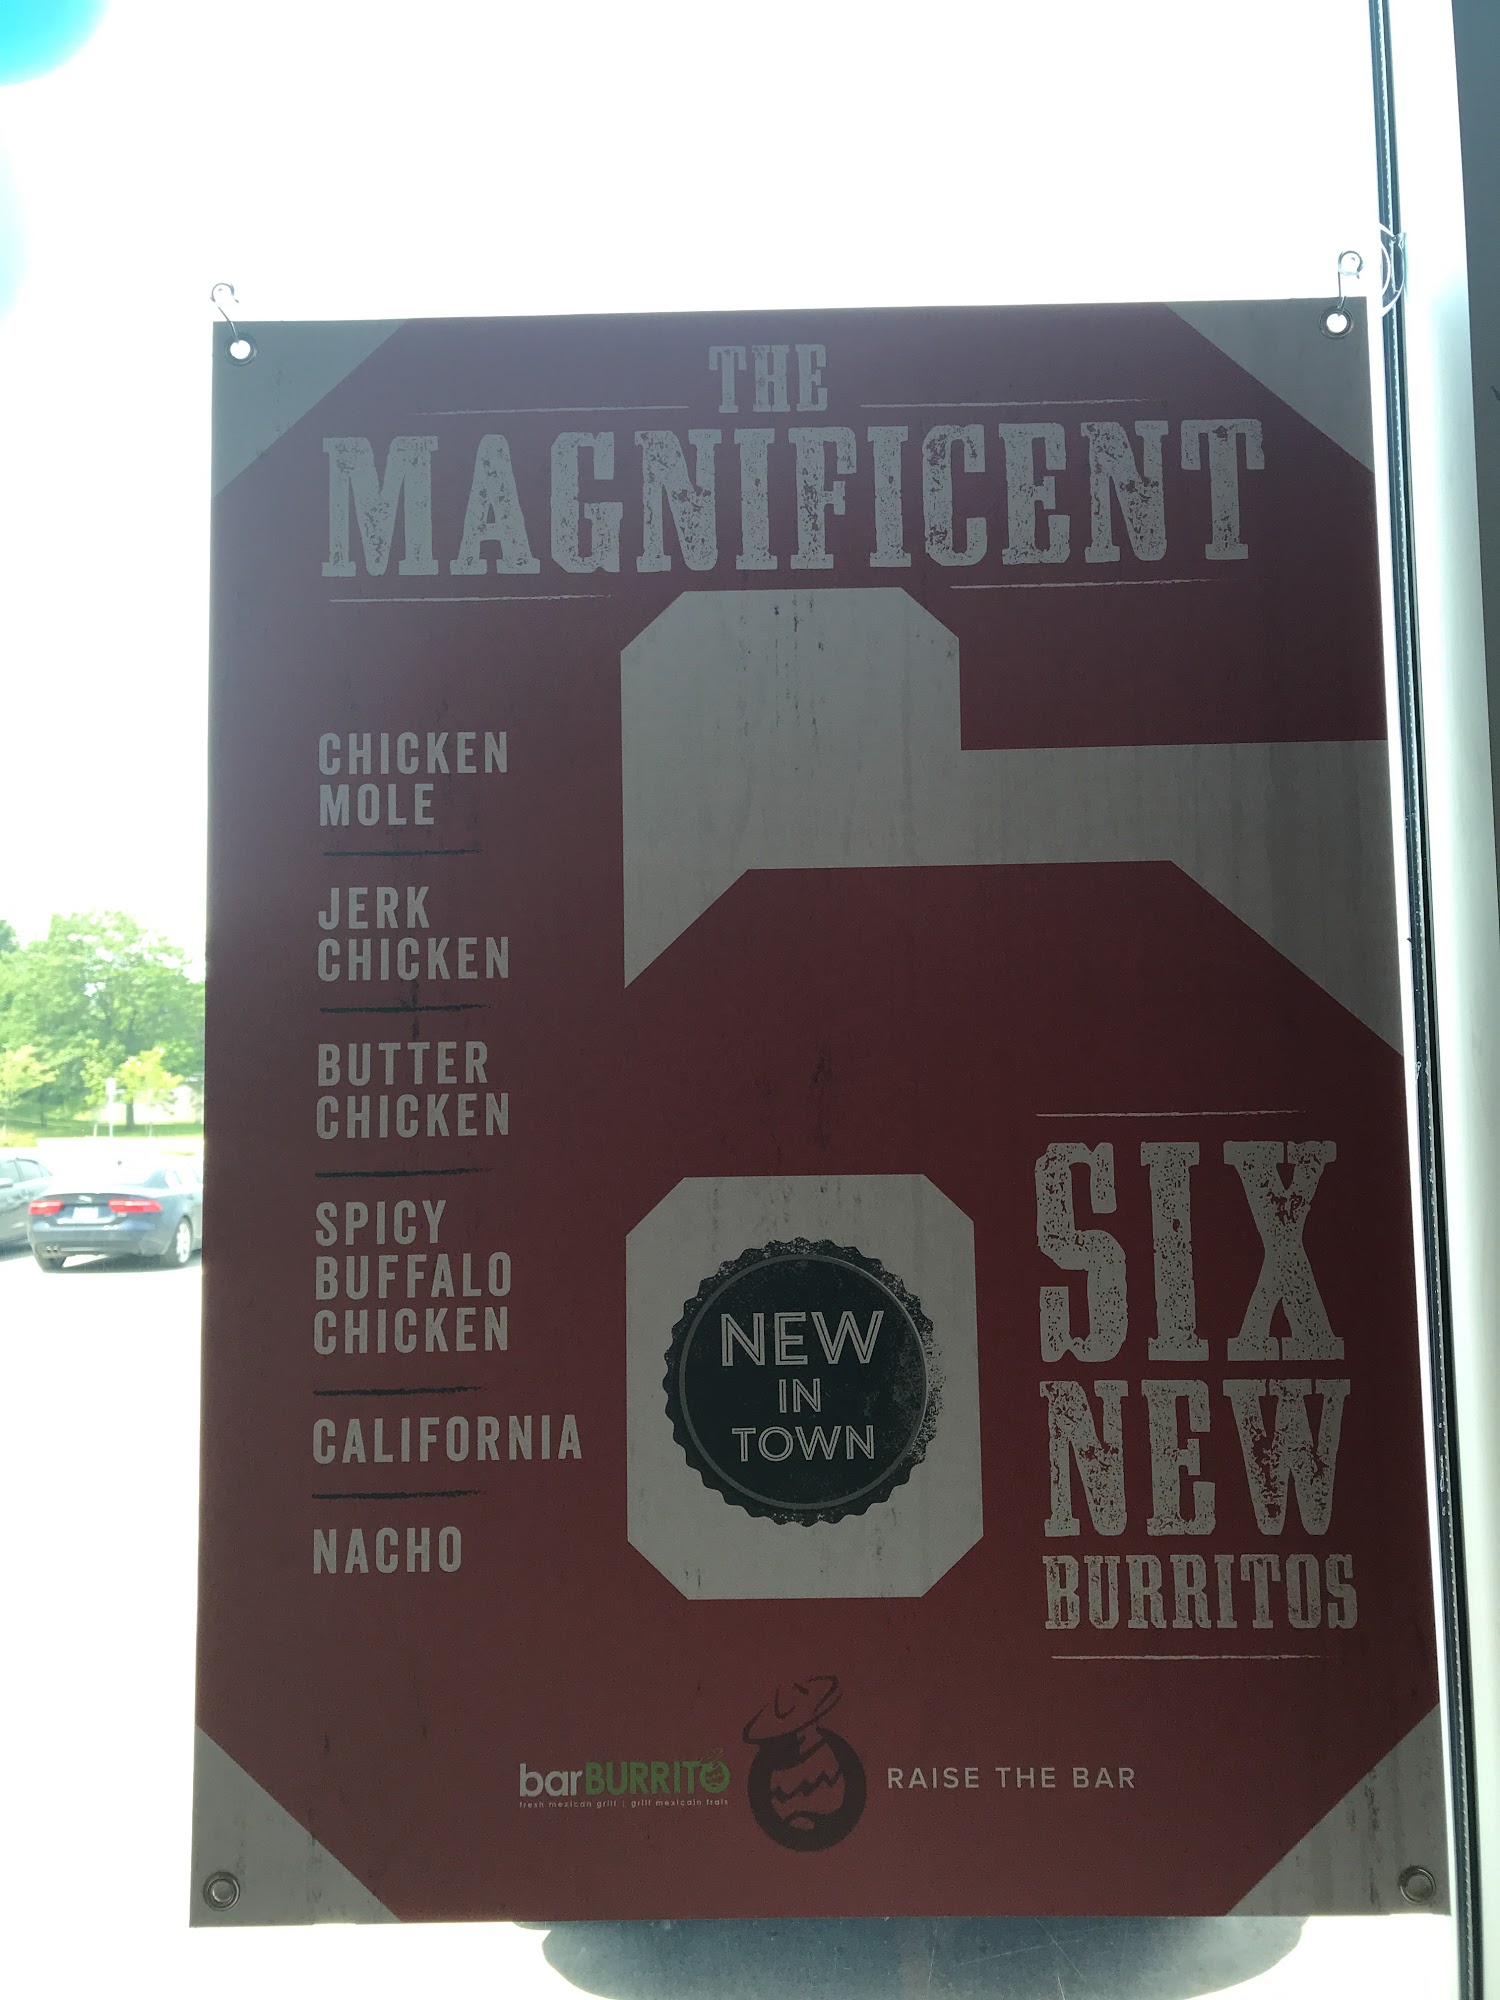 THE
MAGNIFICENT
CHICKEN
MOLE
JERK
CHICKEN
BUTTER
CHICKEN
SPICY
BUFFALO
CHICKEN
CALIFORNIA
NACHO
6
NEW
IN
TOWN
SIX
NEW
BURRITOS
barBURRITO
fresh mexican grill | grill mexicain frais
RAISE THE BAR